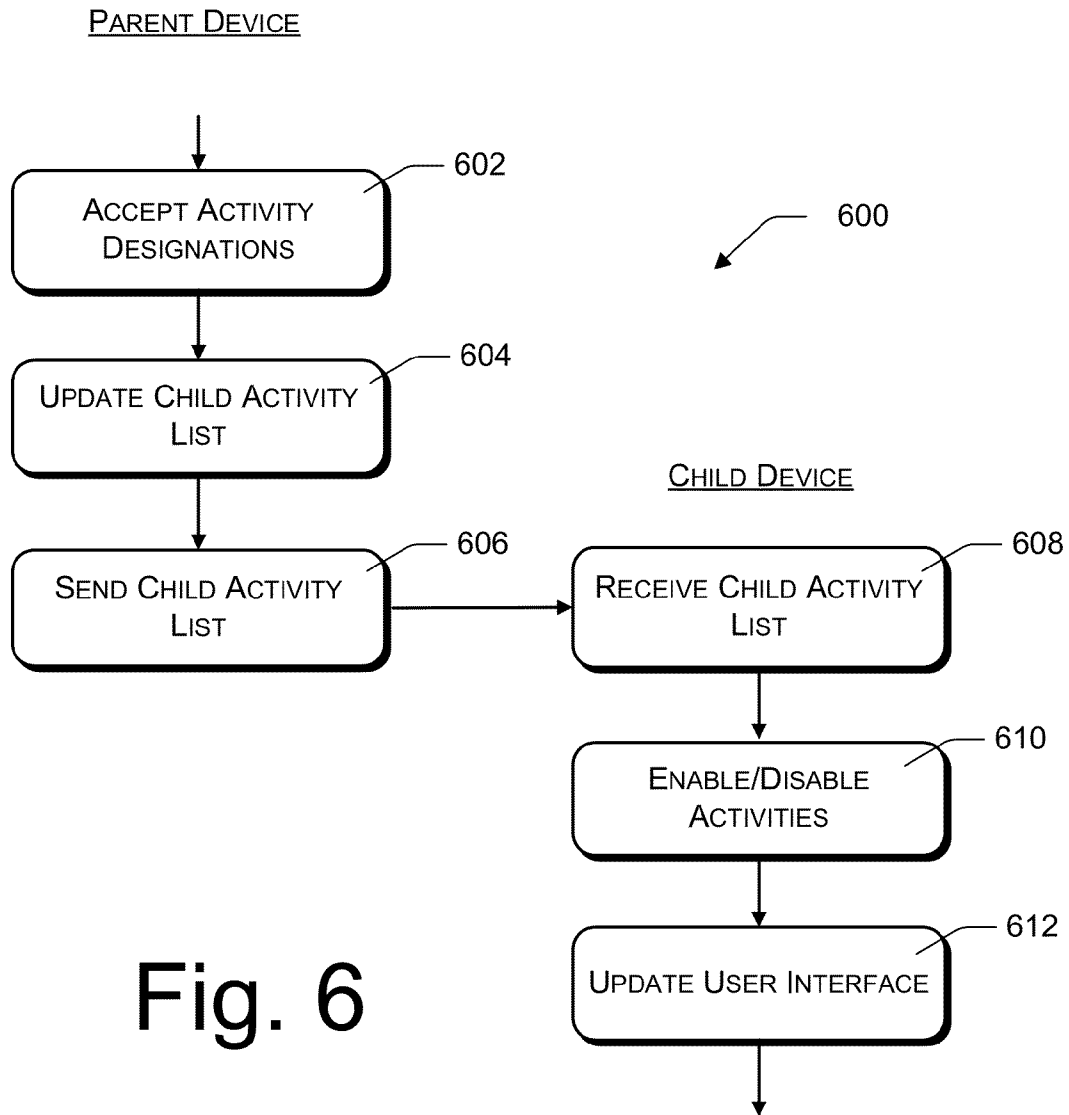 PARENT DEVICE
602
ACCEPT ACTIVITY
DESIGNATIONS
600
604
UPDATE CHILD ACTIVITY
LIST
CHILD DEVICE
606
SEND CHILD ACTIVITY
LIST
608
RECEIVE CHILD ACTIVITY
LIST
610
ENABLE/DISABLE
ACTIVITIES
612
UPDATE USER INTERFACE
Fig. 6